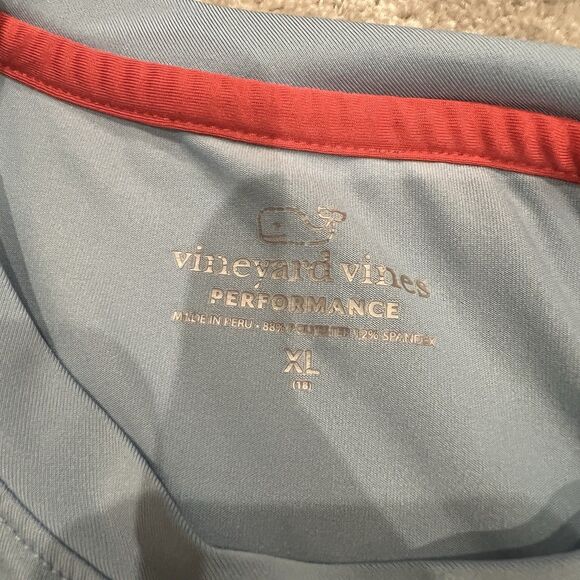 vineyard vines
PERFORMANCE
MADE IN PERU • 88% POLYESTER 12% SPANDEX
XL
(18)